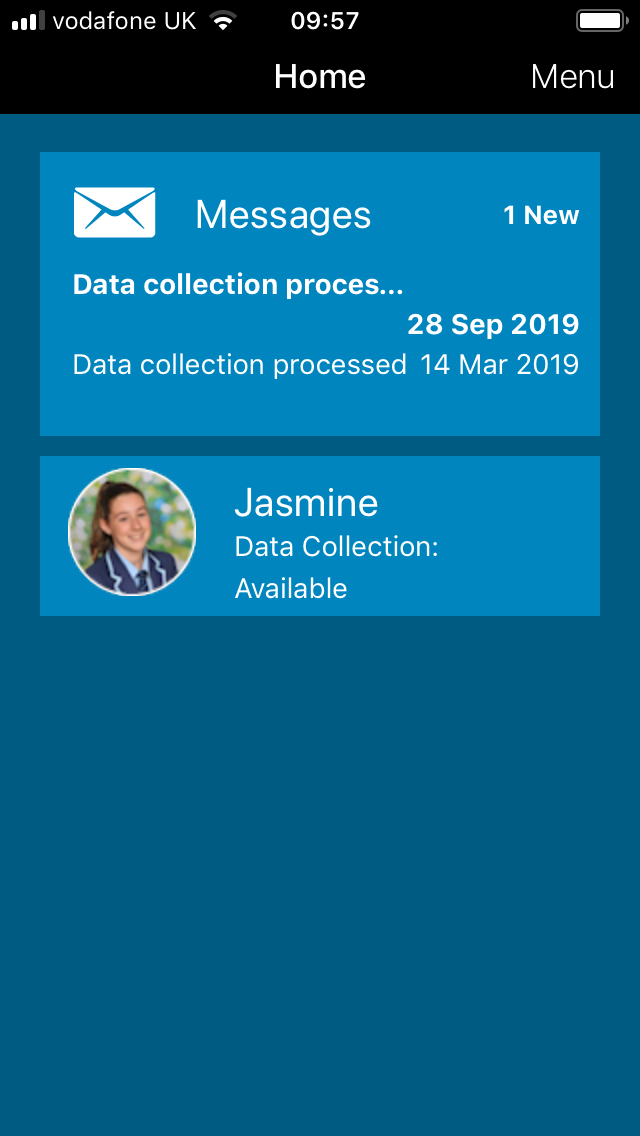 vodafone UK 09:57
Home Menu
Messages 1 New
Data collection proces...
28 Sep 2019
Data collection processed 14 Mar 2019
Jasmine
Data Collection:
Available